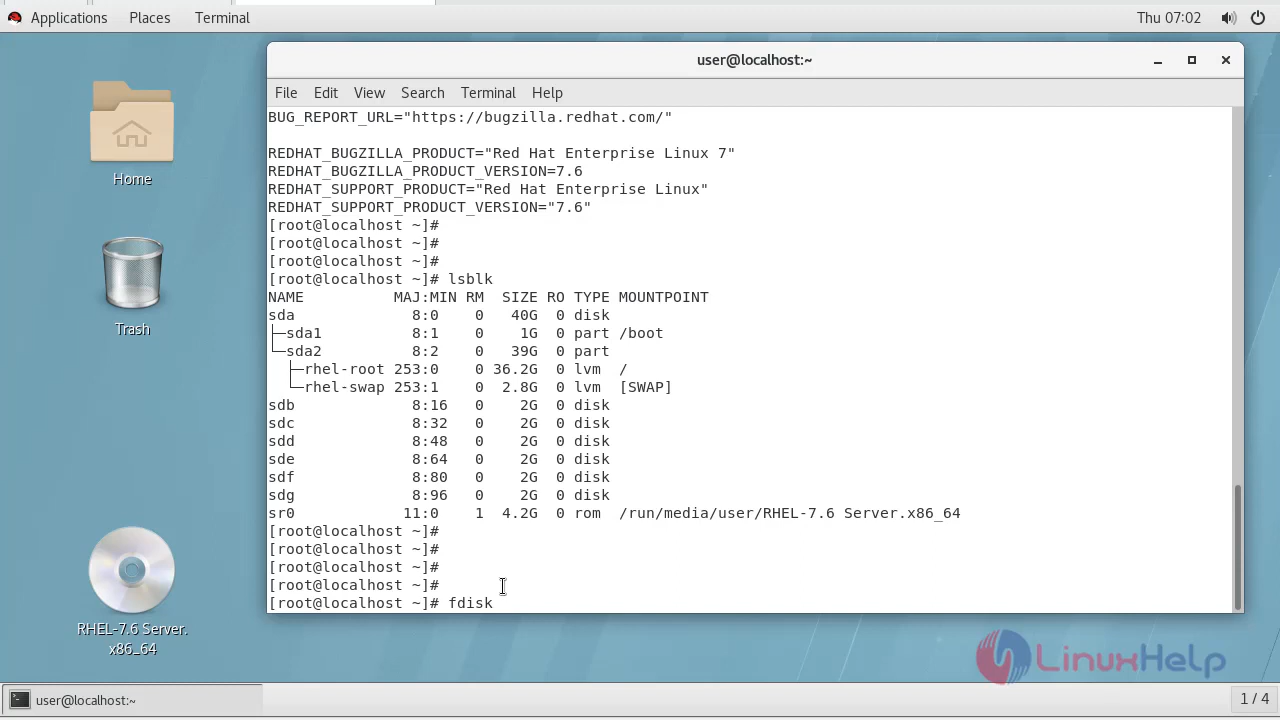 Applications Places Terminal Thu 07:02
user@localhost:~
File Edit View Search Terminal Help
BUG_REPORT_URL="https://bugzilla.redhat.com/"
REDHAT_BUGZILLA_PRODUCT="Red Hat Enterprise Linux 7"
REDHAT_BUGZILLA_PRODUCT_VERSION=7.6
REDHAT_SUPPORT_PRODUCT="Red Hat Enterprise Linux"
REDHAT_SUPPORT_PRODUCT_VERSION="7.6"
[root@localhost ~]#
[root@localhost ~]#
[root@localhost ~]#
[root@localhost ~]# lsblk
NAME          MAJ:MIN RM  SIZE RO TYPE MOUNTPOINT
sda             8:0    0   40G  0 disk
├─sda1          8:1    0    1G  0 part /boot
└─sda2          8:2    0   39G  0 part
  ├─rhel-root 253:0    0 36.2G  0 lvm  /
  └─rhel-swap 253:1    0  2.8G  0 lvm  [SWAP]
sdb             8:16   0    2G  0 disk
sdc             8:32   0    2G  0 disk
sdd             8:48   0    2G  0 disk
sde             8:64   0    2G  0 disk
sdf             8:80   0    2G  0 disk
sdg             8:96   0    2G  0 disk
sr0            11:0    1  4.2G  0 rom  /run/media/user/RHEL-7.6 Server.x86_64
[root@localhost ~]#
[root@localhost ~]#
[root@localhost ~]#
[root@localhost ~]#
[root@localhost ~]# fdisk
Home
Trash
RHEL-7.6 Server.
x86_64
LinuxHelp
user@localhost:~
1 / 4